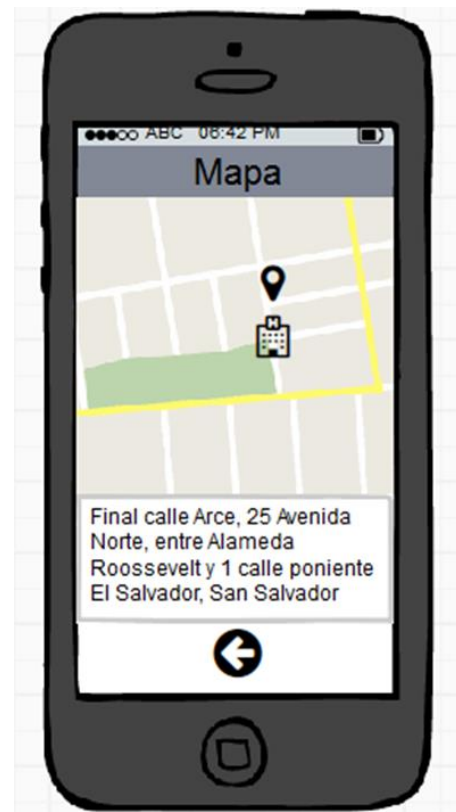 ABC 06:42 PM
Mapa
H
Final calle Arce, 25 Avenida
Norte, entre Alameda
Roossevelt y 1 calle poniente
El Salvador, San Salvador